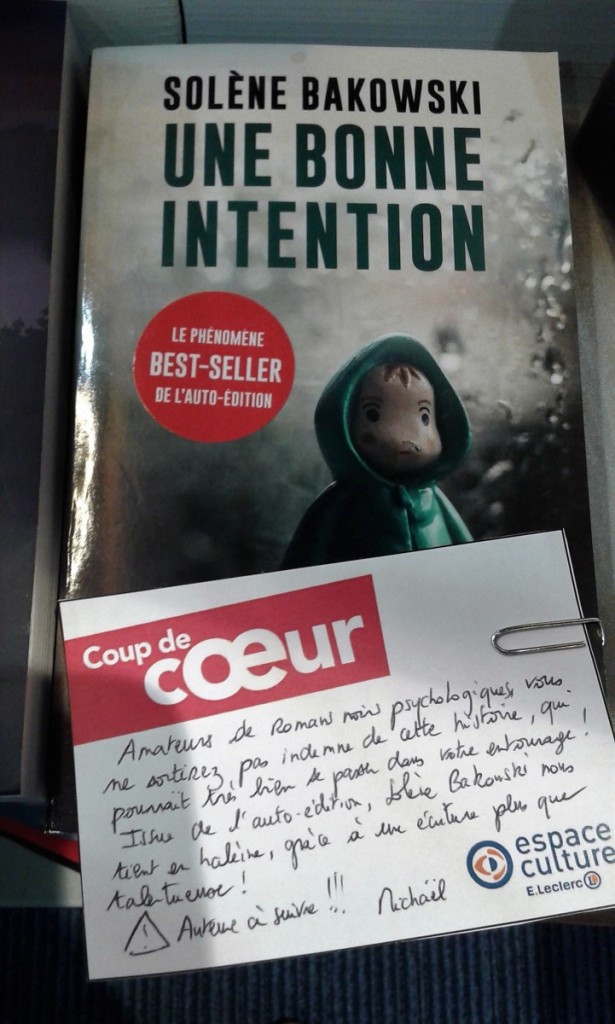 SOLÈNE BAKOWSKI
UNE BONNE
INTENTION
LE PHÉNOMÈNE
BEST-SELLER
DE L'AUTO-ÉDITION
Coup de
cœur
Amateurs de Romans noirs psychologiques, vous
ne sortirez pas indemne de cette histoire, qui
pourrait très bien se passer dans votre entourage !
Issue de l'auto-édition, Solène Bakowski nous
tient en haleine, grâce à une écriture plus que
talentueuse !
Auteure à suivre !!! Michaël
espace
culture
E.Leclerc